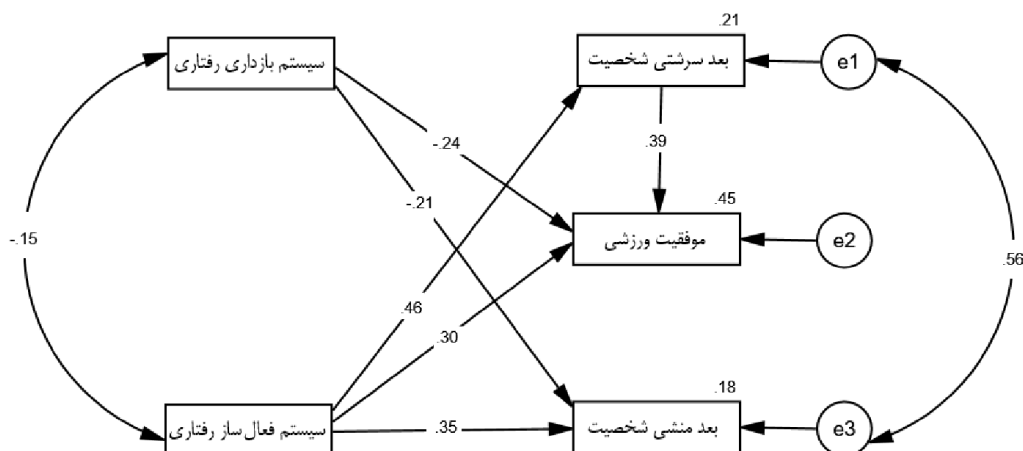 .21
سیستم بازداری رفتاری
بعد سرشتی شخصیت
e1
.39
-.24
-.21
.45
موفقیت ورزشی
e2
-.15
.56
.46
.30
.18
سیستم فعال‌ساز رفتاری
.35
بعد منشی شخصیت
e3